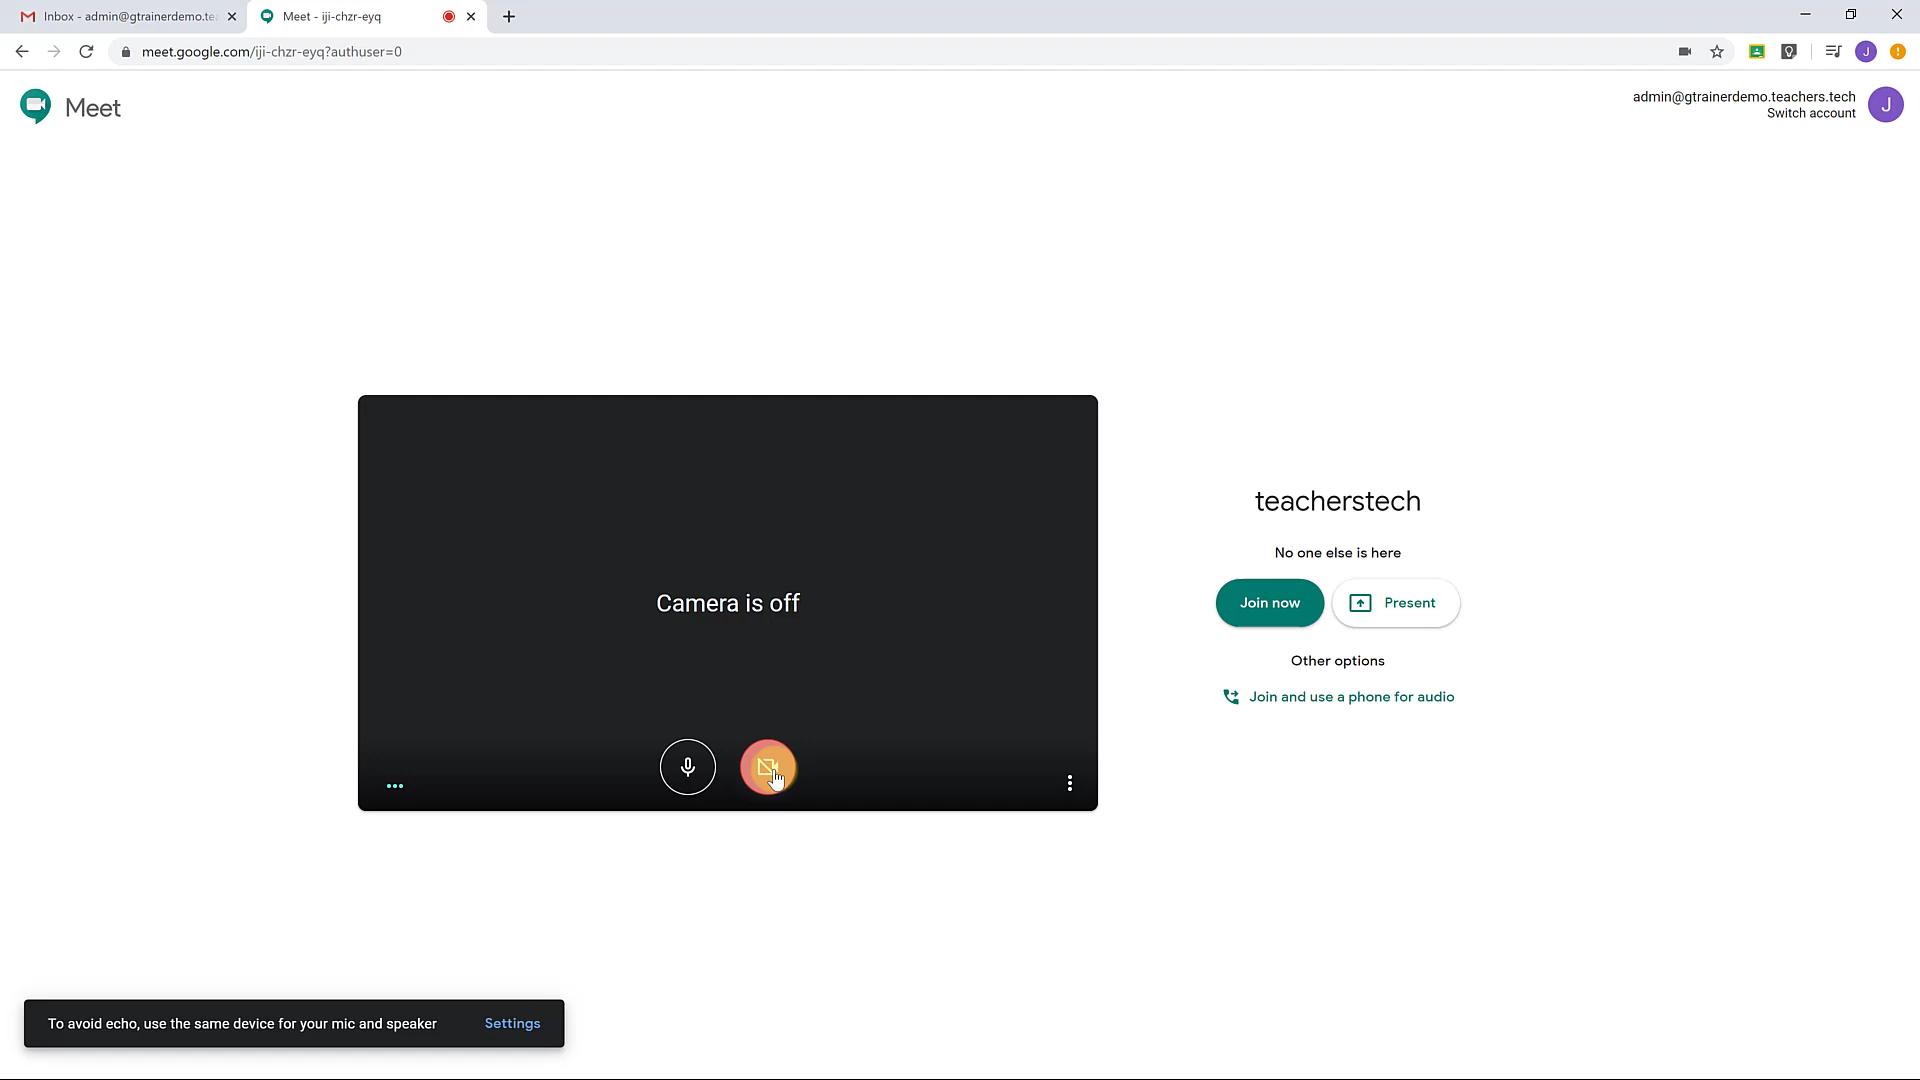 Inbox - admin@gtrainerdemo.te
Meet - iji-chzr-eyq
meet.google.com/iji-chzr-eyq?authuser=0
J
Meet
admin@gtrainerdemo.teachers.tech
Switch account
J
Camera is off
teacherstech
No one else is here
Join now
Present
Other options
Join and use a phone for audio
To avoid echo, use the same device for your mic and speaker
Settings